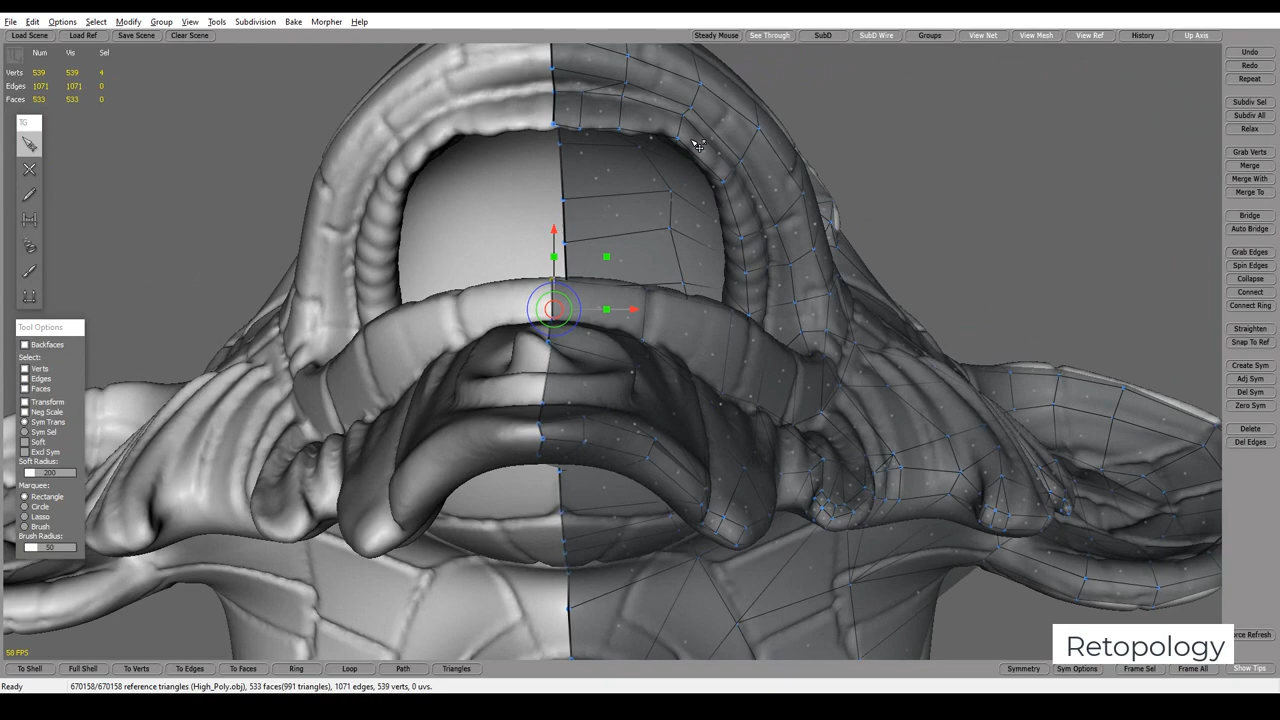 File Edit Options Select Modify Group View Tools Subdivision Bake Morpher Help
Load Scene Load Ref Save Scene Clear Scene Steady Mouse See Through SubD SubD Wire Groups View Net View Mesh View Ref History Up Axis
Num Vis Sel
Verts 539 539 4
Edges 1071 1071 0
Faces 533 533 0
TG
Tool Options
Backfaces
Select:
Verts
Edges
Faces
Transform
Neg Scale
Sym Trans
Sym Sel
Soft
Excl Sym
Soft Radius:
200
Marquee:
Rectangle
Circle
Lasso
Brush
Brush Radius:
50
Undo
Redo
Repeat
Subdiv Sel
Subdiv All
Relax
Grab Verts
Merge
Merge With
Merge To
Bridge
Auto Bridge
Grab Edges
Spin Edges
Collapse
Connect
Connect Ring
Straighten
Snap To Ref
Create Sym
Adj Sym
Del Sym
Zero Sym
Delete
Del Edges
Refresh
Retopology
58 FPS
To Shell Full Shell To Verts To Edges To Faces Ring Loop Path Triangles Symmetry Sym Options Frame Sel Frame All Show Tips
Ready 670158/670158 reference triangles (High_Poly.obj), 533 faces(991 triangles), 1071 edges, 539 verts, 0 uvs.